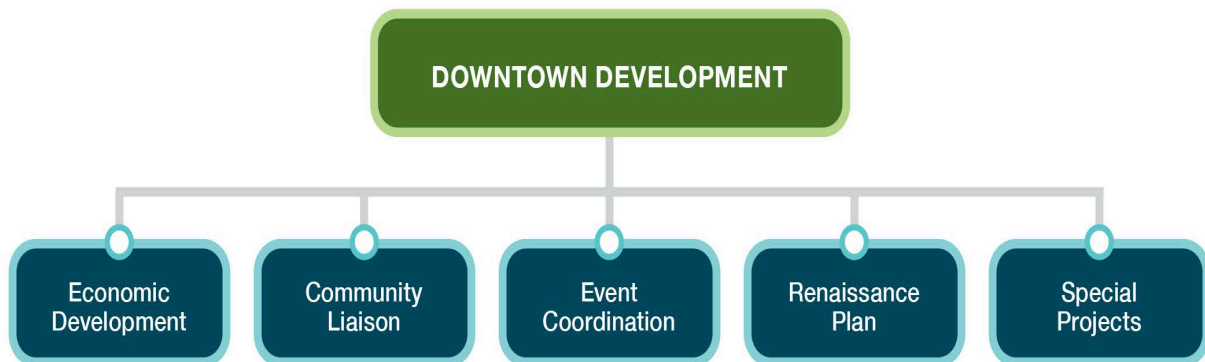 DOWNTOWN DEVELOPMENT
Economic
Development
Community
Liaison
Event
Coordination
Renaissance
Plan
Special
Projects